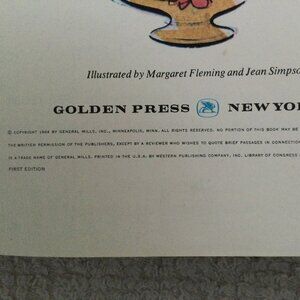 Illustrated by Margaret Fleming and Jean Simpso
GOLDEN PRESS NEW YO
© COPYRIGHT 1964 BY GENERAL MILLS, INC., MINNEAPOLIS, MINN. ALL RIGHTS RESERVED. NO PORTION OF THIS BOOK MAY BE
THE WRITTEN PERMISSION OF THE PUBLISHERS, EXCEPT BY A REVIEWER WHO WISHES TO QUOTE BRIEF PASSAGES IN CONNECTION
IS A TRADE NAME OF GENERAL MILLS. PRINTED IN THE U.S.A. BY WESTERN PUBLISHING COMPANY, INC. LIBRARY OF CONGRESS
FIRST EDITION